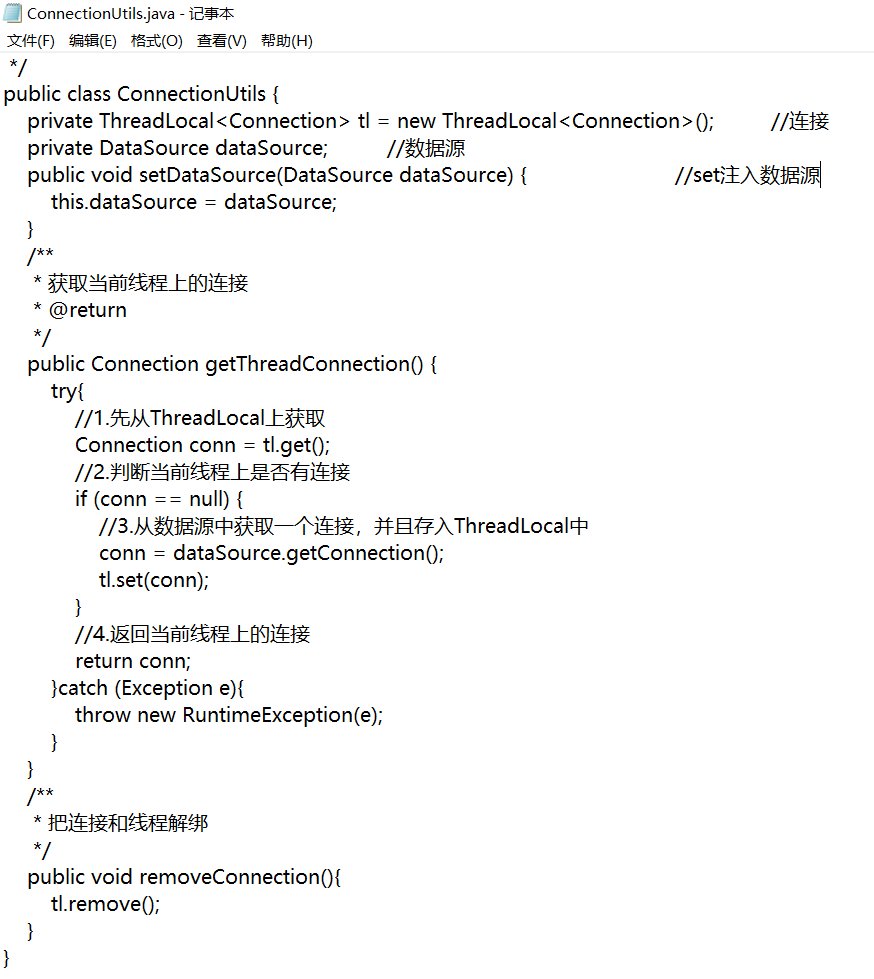 ConnectionUtils.java - 记事本
文件(F) 编辑(E) 格式(O) 查看(V) 帮助(H)
*/
public class ConnectionUtils {
private ThreadLocal<Connection> tl = new ThreadLocal<Connection>(); //连接
private DataSource dataSource; //数据源
public void setDataSource(DataSource dataSource) { //set注入数据源
this.dataSource = dataSource;
}
/**
* 获取当前线程上的连接
* @return
*/
public Connection getThreadConnection() {
try{
//1.先从ThreadLocal上获取
Connection conn = tl.get();
//2.判断当前线程上是否有连接
if (conn == null) {
//3.从数据源中获取一个连接，并且存入ThreadLocal中
conn = dataSource.getConnection();
tl.set(conn);
}
//4.返回当前线程上的连接
return conn;
}catch (Exception e){
throw new RuntimeException(e);
}
}
/**
* 把连接和线程解绑
*/
public void removeConnection(){
tl.remove();
}
}